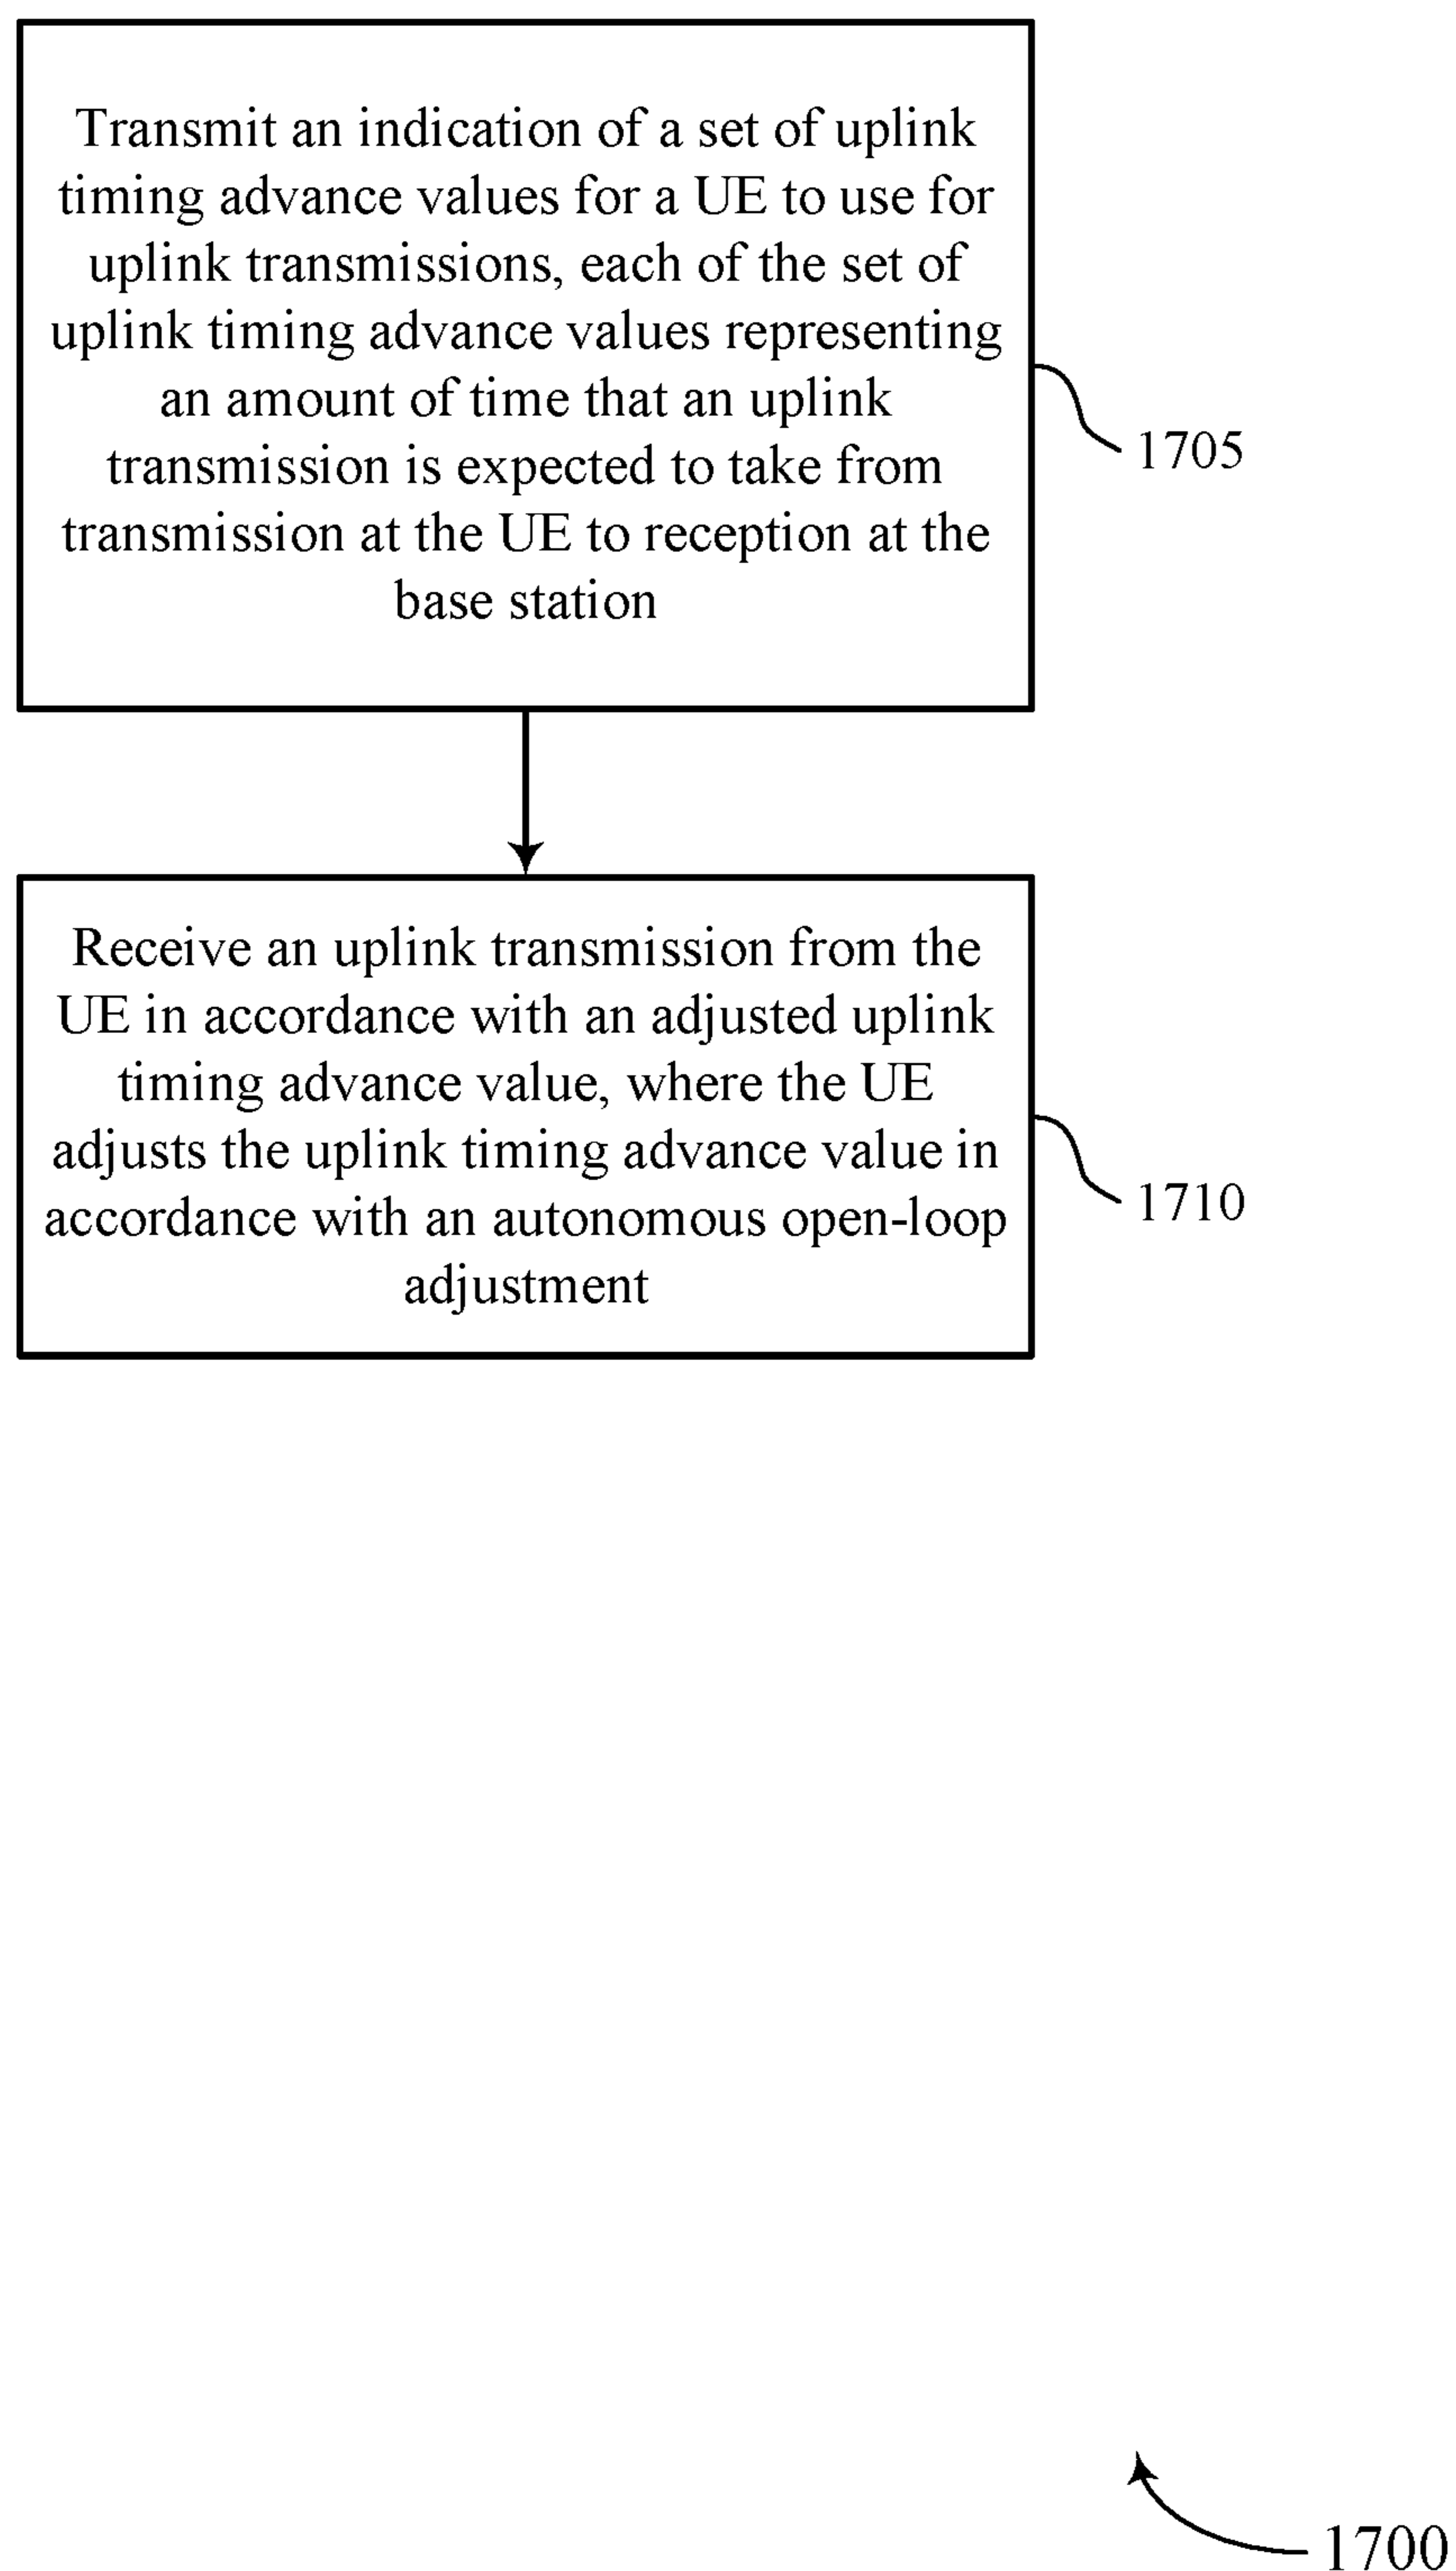 Transmit an indication of a set of uplink
timing advance values for a UE to use for
uplink transmissions, each of the set of
uplink timing advance values representing
an amount of time that an uplink
transmission is expected to take from
transmission at the UE to reception at the
base station
1705
Receive an uplink transmission from the
UE in accordance with an adjusted uplink
timing advance value, where the UE
adjusts the uplink timing advance value in
accordance with an autonomous open-loop
adjustment
1710
1700